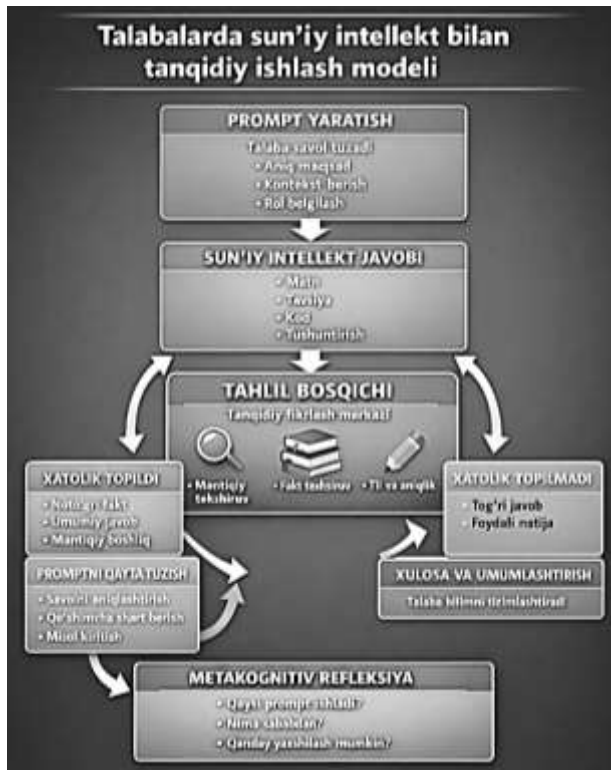 Talabalarda sun'iy intellekt bilan
tanqidiy ishlash modeli
PROMPT YARATISH
Talaba savol tuzadi
• Aniq maqsad
• Kontekst berish
• Rol belgilash
SUN'IY INTELLEKT JAVOBI
• Matn
• Tavsiya
• Kod
• Tushuntirish
TAHLIL BOSQICHI
Tanqidiy fikrlash markazi
• Mantiqiy
tekshiruv
• Fakt tekshiruv
• Til va aniqlik
XATOLIK TOPILDI
• Noto'g'ri fakt
• Umumiy javob
• Mantiqiy boshliq
PROMPTNI QAYTA TUZISH
• Savolni aniqlashtirish
• Qo'shimcha shart berish
• Misol kiritish
XATOLIK TOPILMADI
• Tog'ri javob
• Foydali natija
XULOSA VA UMUMLASHTIRISH
Talaba bilimni tizimlashtiradi
METAKOGNITIV REFLEKSIYA
• Qaysi prompt ishladi?
• Nima sababdan?
• Qanday yaxshilash mumkin?